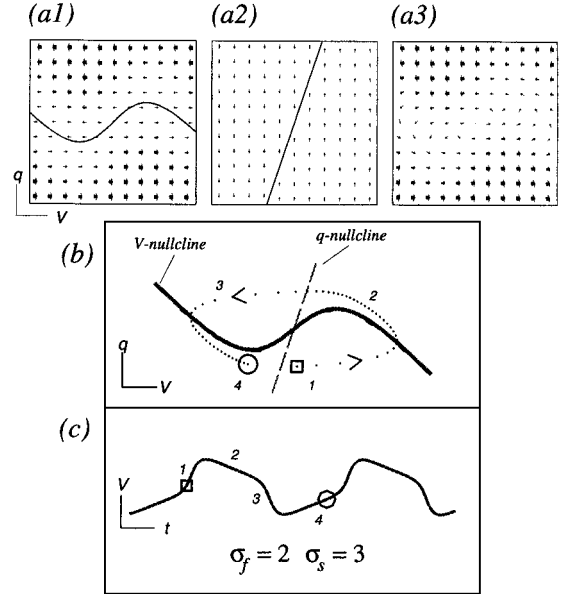 (a1) (a2) (a3)
q
V
(b)
V-nullcline
q-nullcline
3
<
2
4
1
>
q
V
(c)
1
2
3
4
V
t
σf = 2 σs = 3